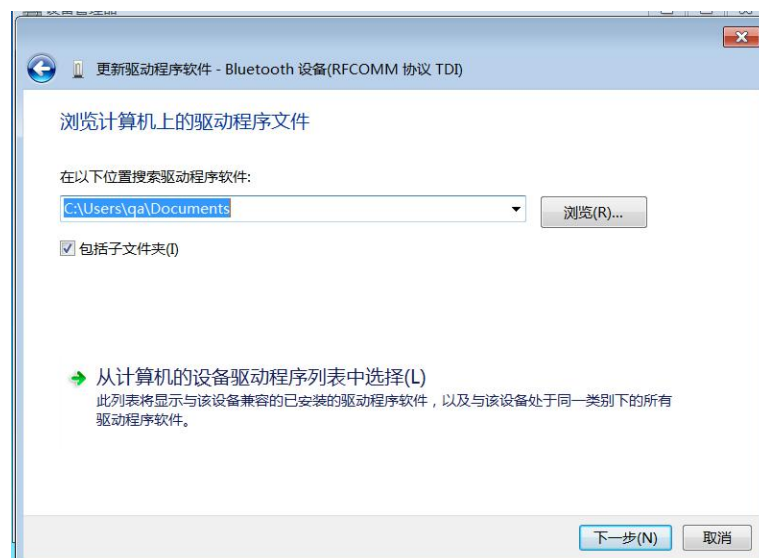 设备管理器
更新驱动程序软件 - Bluetooth 设备(RFCOMM 协议 TDI)
浏览计算机上的驱动程序文件
在以下位置搜索驱动程序软件:
C:\Users\qa\Documents
浏览(R)...
包括子文件夹(I)
从计算机的设备驱动程序列表中选择(L)
此列表将显示与该设备兼容的已安装的驱动程序软件，以及与该设备处于同一类别下的所有
驱动程序软件。
下一步(N) 取消